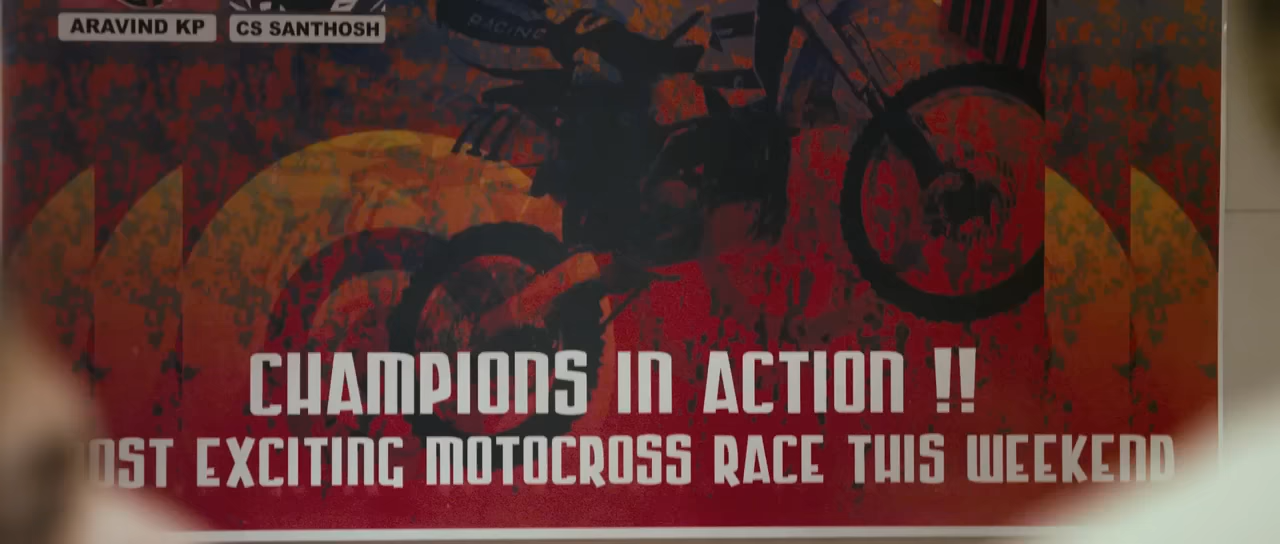 ARAVIND KP
CS SANTHOSH
RACING
CHAMPIONS IN ACTION !!
EXCITING MOTOCROSS RACE THIS WEEKEND